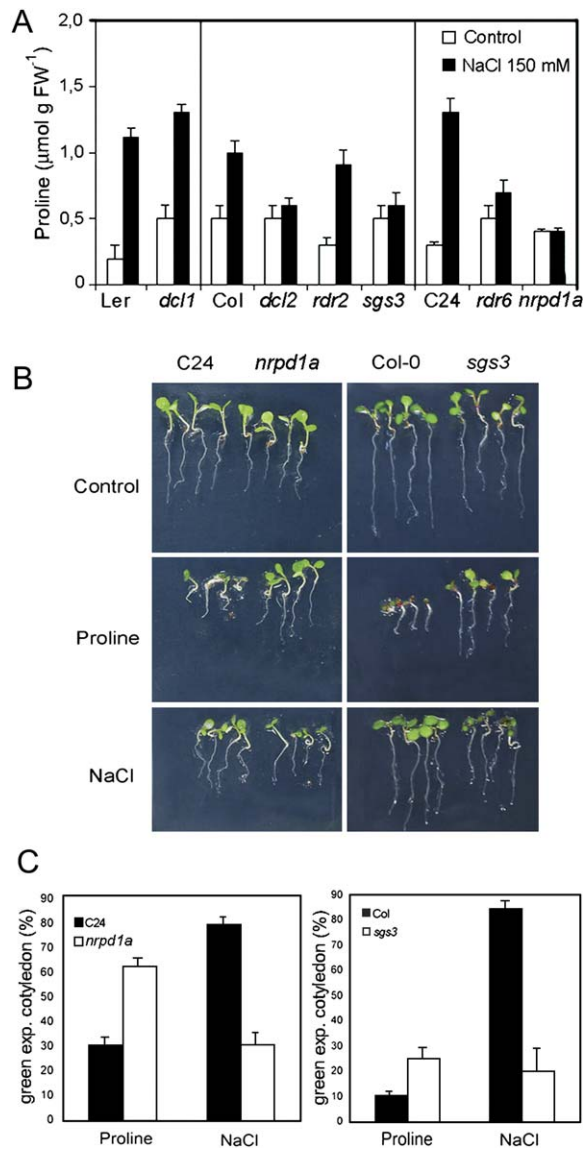 A
2,0
1,5
1,0
0,5
0
Proline (µmol g FW⁻¹)
Control
NaCl 150 mM
Ler dcl1 Col dcl2 rdr2 sgs3 C24 rdr6 nrpd1a
B
C24 nrpd1a Col-0 sgs3
Control
Proline
NaCl
C
green exp. cotyledon (%)
90
80
70
60
50
40
30
20
10
0
C24
nrpd1a
Proline NaCl
green exp. cotyledon (%)
90
80
70
60
50
40
30
20
10
0
Col
sgs3
Proline NaCl